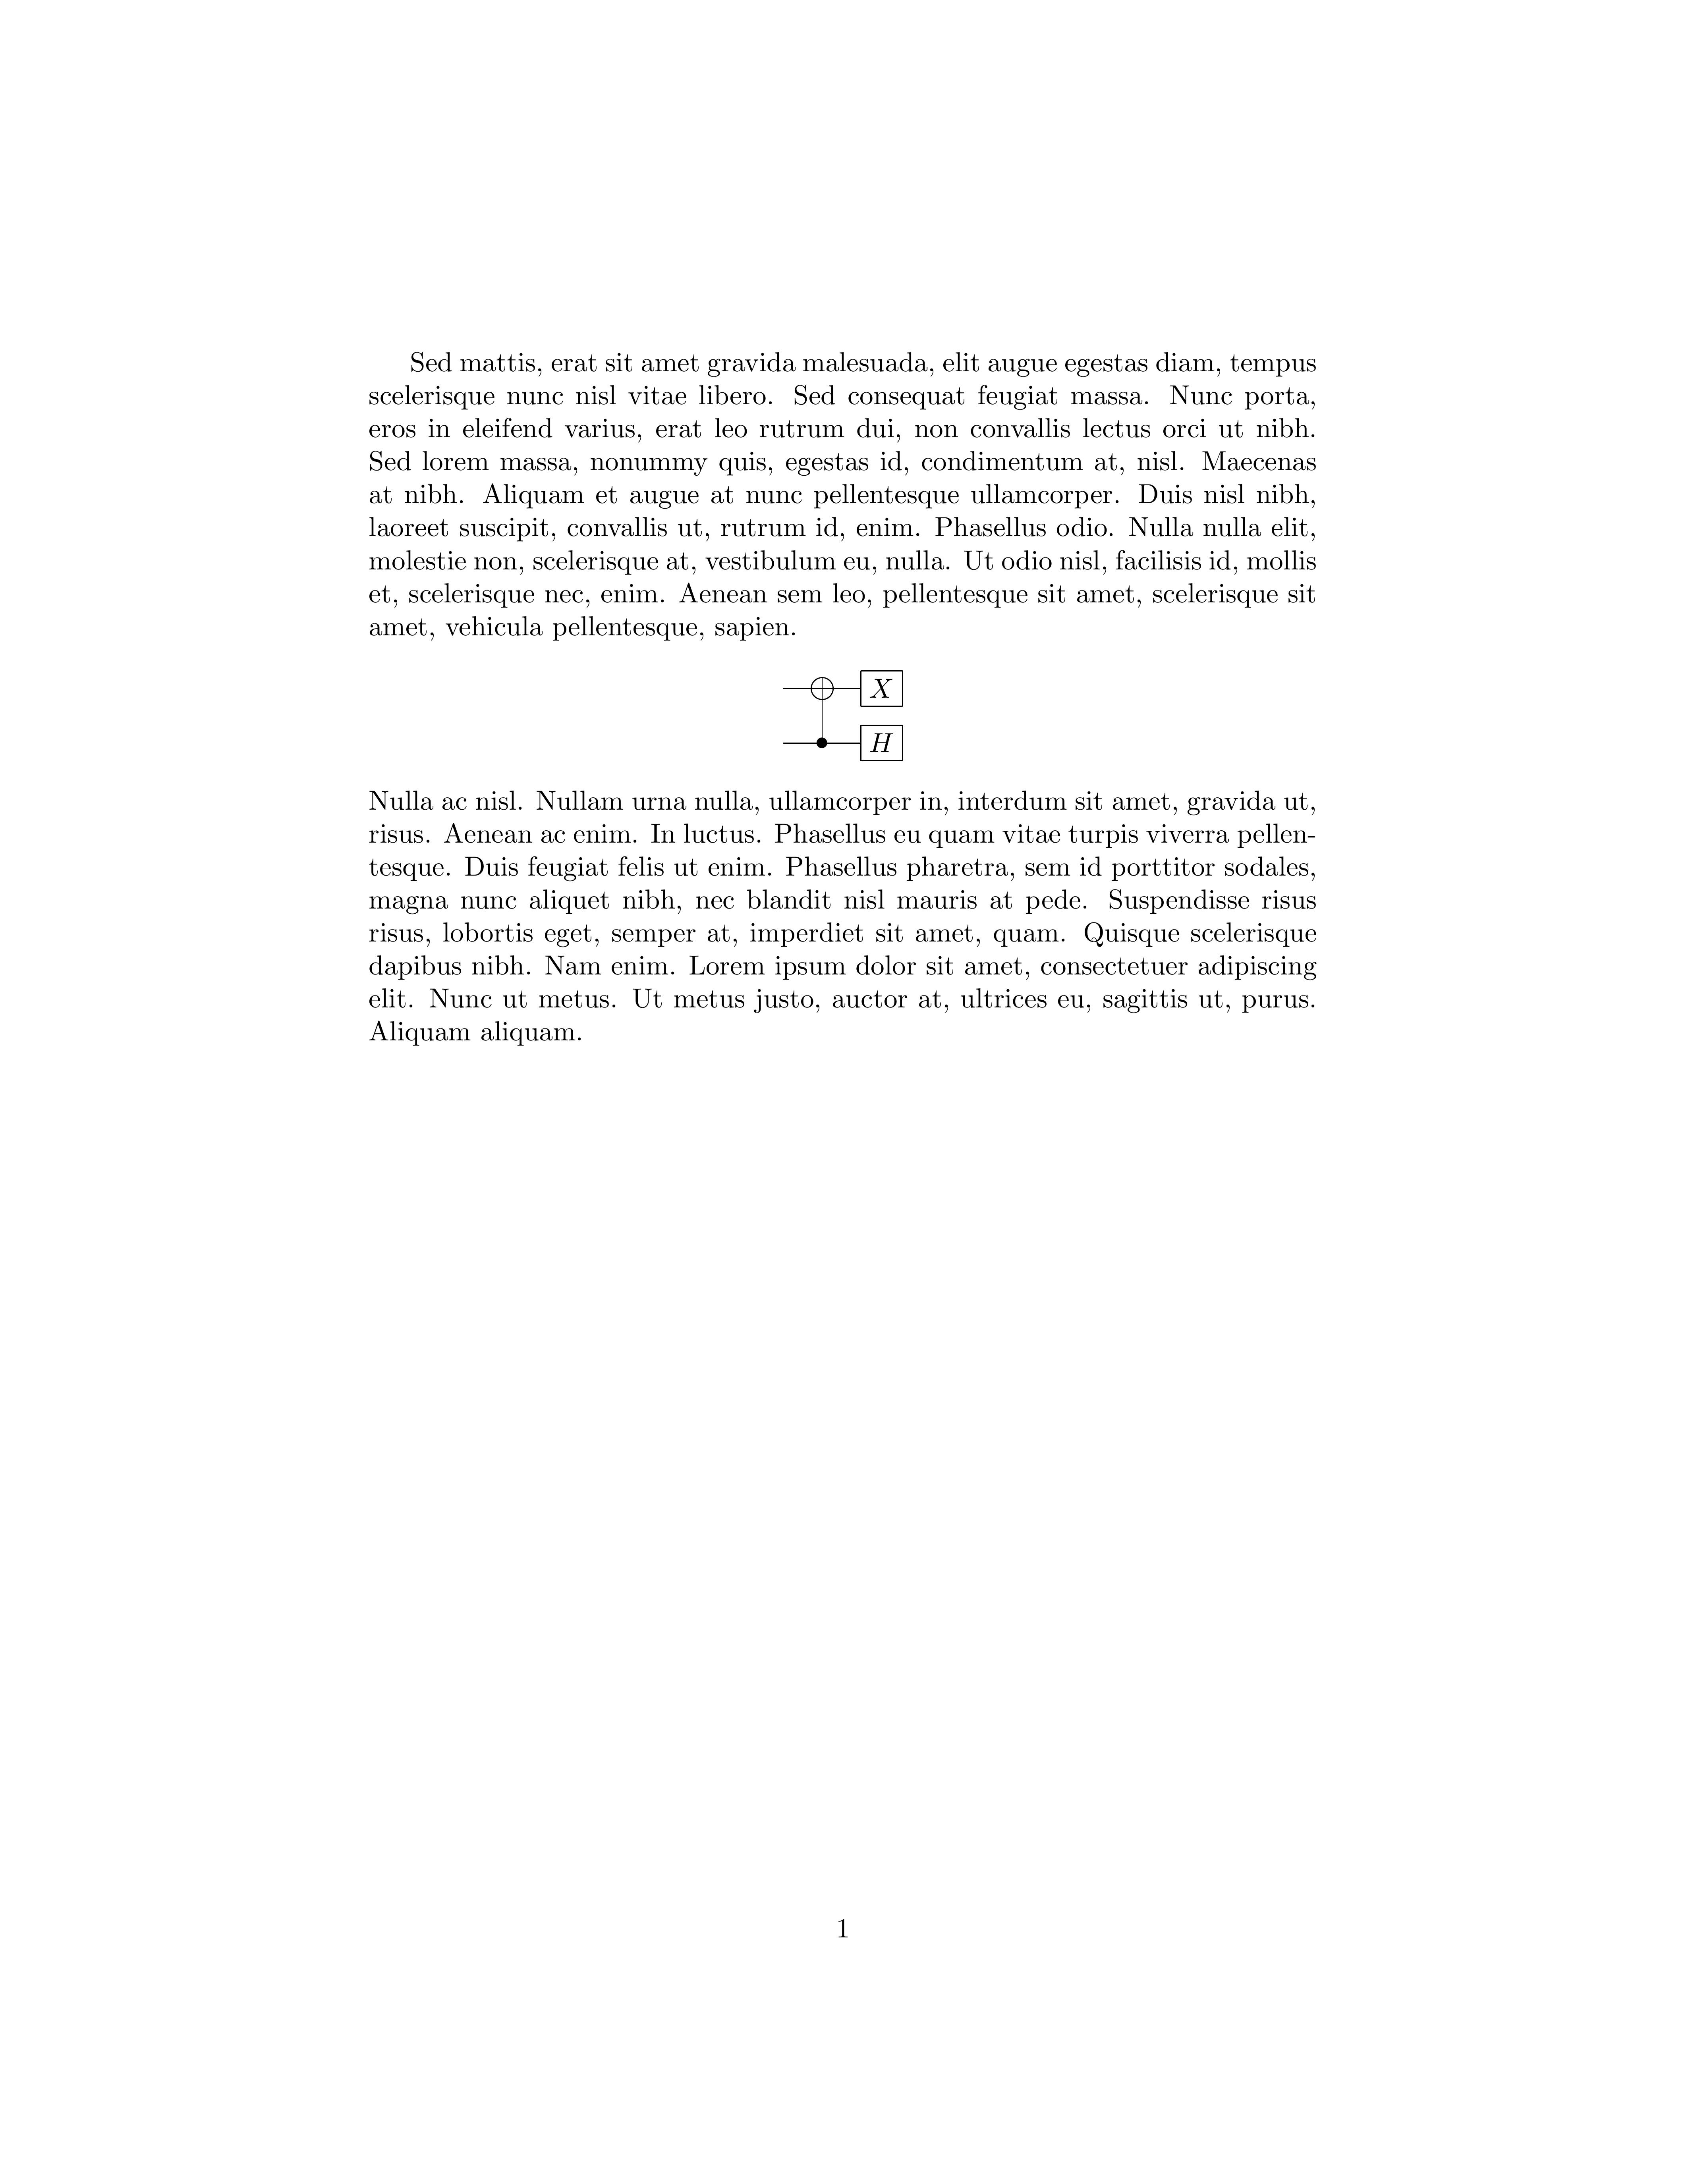 Sed mattis, erat sit amet gravida malesuada, elit augue egestas diam, tempus
scelerisque nunc nisl vitae libero. Sed consequat feugiat massa. Nunc porta,
eros in eleifend varius, erat leo rutrum dui, non convallis lectus orci ut nibh.
Sed lorem massa, nonummy quis, egestas id, condimentum at, nisl. Maecenas
at nibh. Aliquam et augue at nunc pellentesque ullamcorper. Duis nisl nibh,
laoreet suscipit, convallis ut, rutrum id, enim. Phasellus odio. Nulla nulla elit,
molestie non, scelerisque at, vestibulum eu, nulla. Ut odio nisl, facilisis id, mollis
et, scelerisque nec, enim. Aenean sem leo, pellentesque sit amet, scelerisque sit
amet, vehicula pellentesque, sapien.
X
H
Nulla ac nisl. Nullam urna nulla, ullamcorper in, interdum sit amet, gravida ut,
risus. Aenean ac enim. In luctus. Phasellus eu quam vitae turpis viverra pellen-
tesque. Duis feugiat felis ut enim. Phasellus pharetra, sem id porttitor sodales,
magna nunc aliquet nibh, nec blandit nisl mauris at pede. Suspendisse risus
risus, lobortis eget, semper at, imperdiet sit amet, quam. Quisque scelerisque
dapibus nibh. Nam enim. Lorem ipsum dolor sit amet, consectetuer adipiscing
elit. Nunc ut metus. Ut metus justo, auctor at, ultrices eu, sagittis ut, purus.
Aliquam aliquam.
1